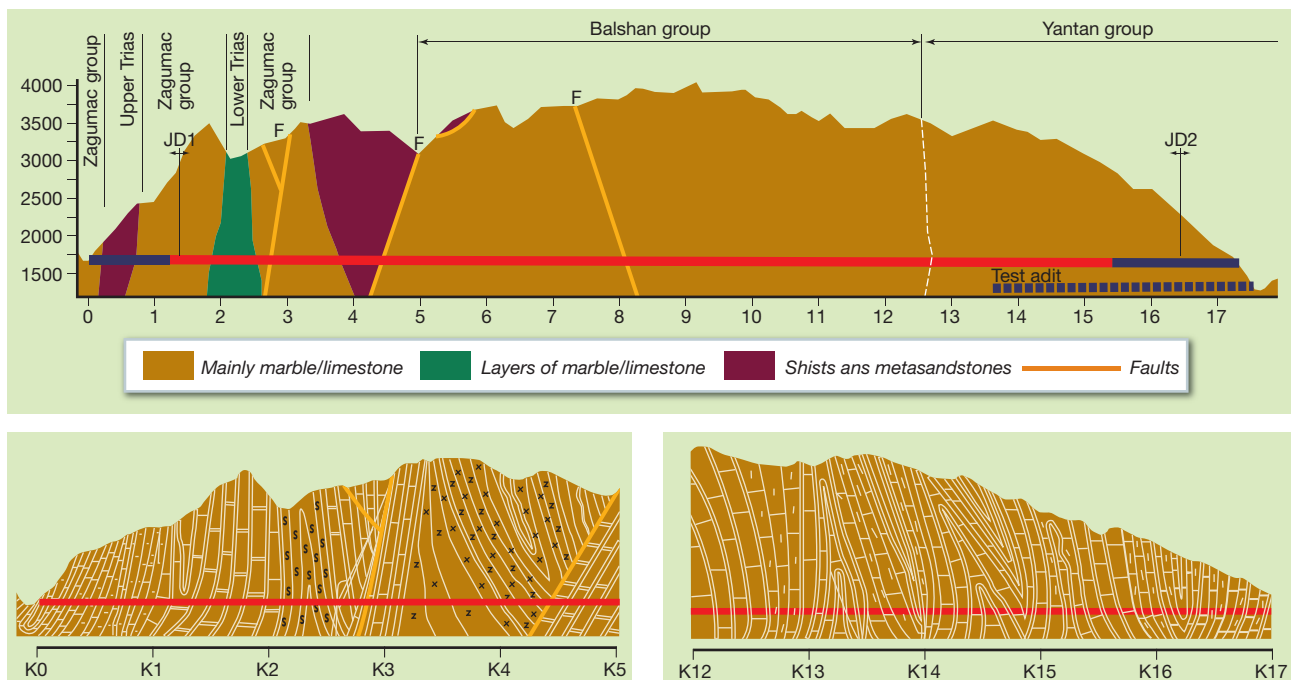 Balshan group
Yantan group
Zagumac group
Upper Trias
Zagumac
group
Lower Trias
Zagumac
group
4000
3500
3000
2500
2000
1500
JD1
F
F
F
JD2
Test adit
0 1 2 3 4 5 6 7 8 9 10 11 12 13 14 15 16 17
Mainly marble/limestone Layers of marble/limestone Shists ans metasandstones Faults
K0 K1 K2 K3 K4 K5
K12 K13 K14 K15 K16 K17